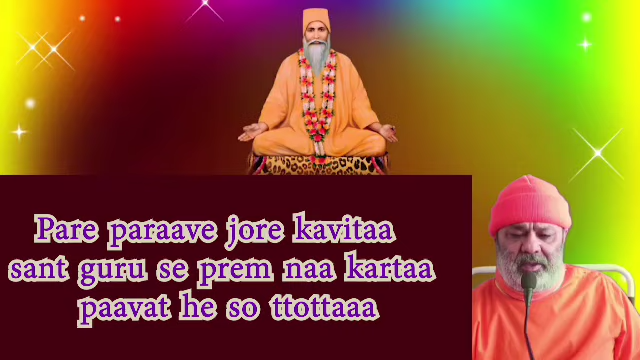 Pare paraave jore kavitaa
sant guru se prem naa kartaa
paavat he so ttottaaa